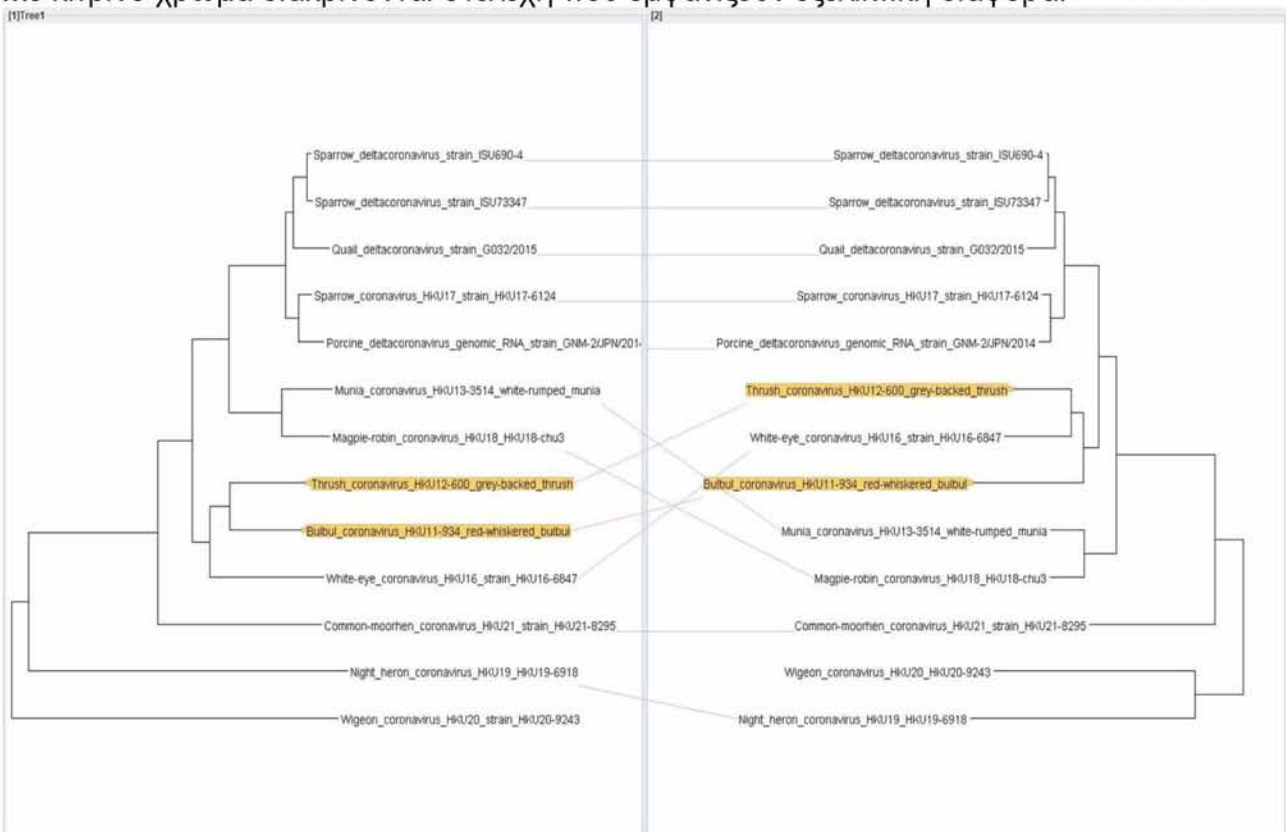 [1]Tree1
Sparrow_deltacoronavirus_strain_ISU690-4
Sparrow_deltacoronavirus_strain_ISU73347
Quail_deltacoronavirus_strain_G032/2015
Sparrow_coronavirus_HKU17_strain_HKU17-6124
Porcine_deltacoronavirus_genomic_RNA_strain_GNM-2/JPN/201
Munia_coronavirus_HKU13-3514_white-rumped_munia
Magpie-robin_coronavirus_HKU18_HKU18-chu3
Thrush_coronavirus_HKU12-600_grey-backed_thrush
Bulbul_coronavirus_HKU11-934_red-whiskered_bulbul
White-eye_coronavirus_HKU16_strain_HKU16-6847
Common-moorhen_coronavirus_HKU21_strain_HKU21-8295
Night_heron_coronavirus_HKU19_HKU19-6918
Wigeon_coronavirus_HKU20_strain_HKU20-9243
[2]
Sparrow_deltacoronavirus_strain_ISU690-4
Sparrow_deltacoronavirus_strain_ISU73347
Quail_deltacoronavirus_strain_G032/2015
Sparrow_coronavirus_HKU17_strain_HKU17-6124
Porcine_deltacoronavirus_genomic_RNA_strain_GNM-2/JPN/2014
Thrush_coronavirus_HKU12-600_grey-backed_thrush
White-eye_coronavirus_HKU16_strain_HKU16-6847
Bulbul_coronavirus_HKU11-934_red-whiskered_bulbul
Munia_coronavirus_HKU13-3514_white-rumped_munia
Magpie-robin_coronavirus_HKU18_HKU18-chu3
Common-moorhen_coronavirus_HKU21_strain_HKU21-8295
Wigeon_coronavirus_HKU20_HKU20-9243
Night_heron_coronavirus_HKU19_HKU19-6918